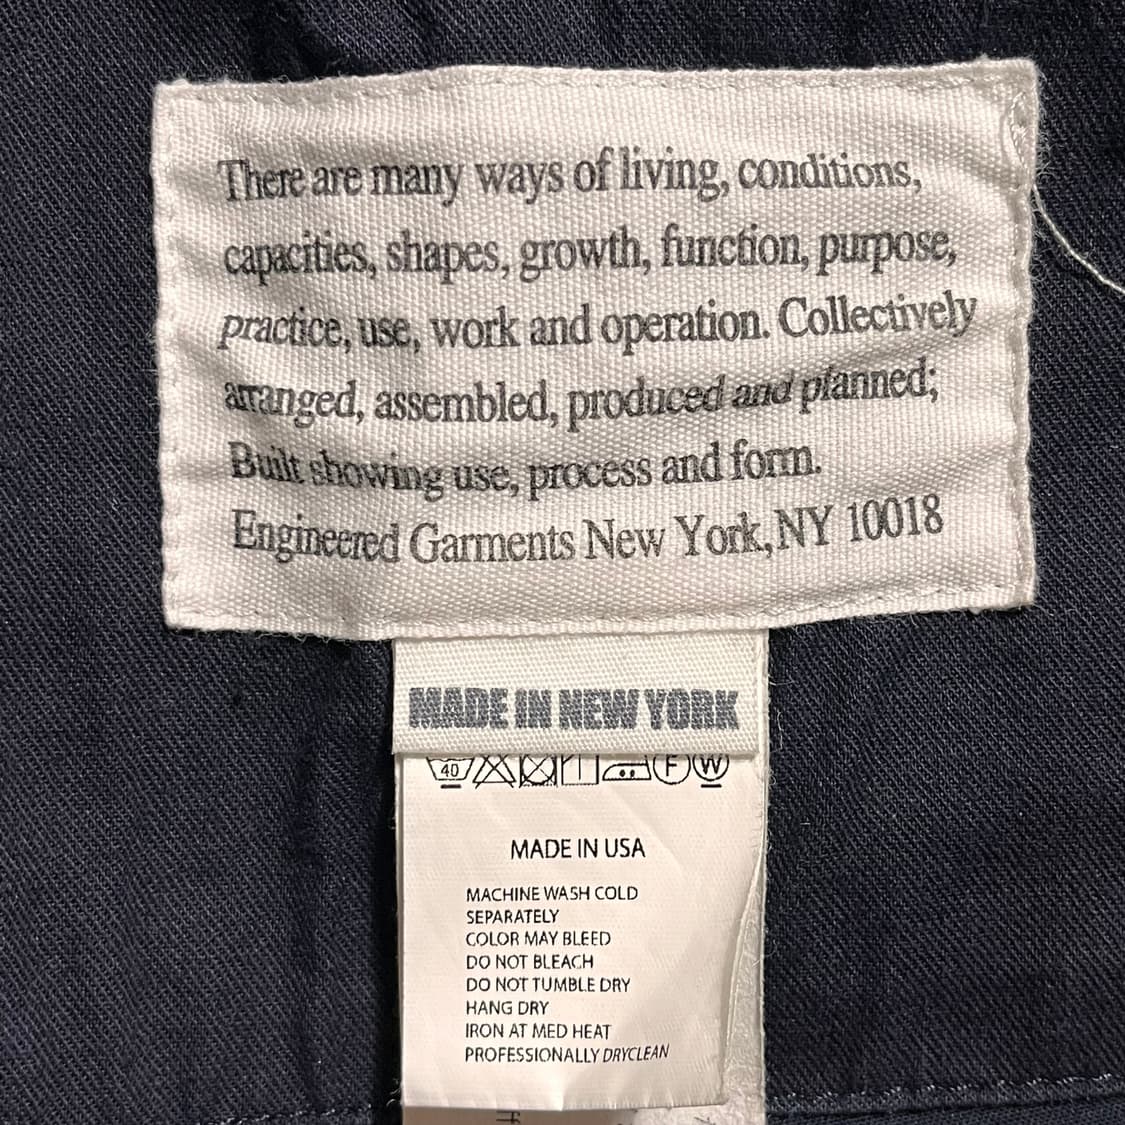 There are many ways of living, conditions,
capacities, shapes, growth, function, purpose,
practice, use, work and operation. Collectively
arranged, assembled, produced and planned;
Built showing use, process and form.
Engineered Garments New York, NY 10018
MADE IN NEW YORK
40 F W
MADE IN USA
MACHINE WASH COLD
SEPARATELY
COLOR MAY BLEED
DO NOT BLEACH
DO NOT TUMBLE DRY
HANG DRY
IRON AT MED HEAT
PROFESSIONALLY DRYCLEAN